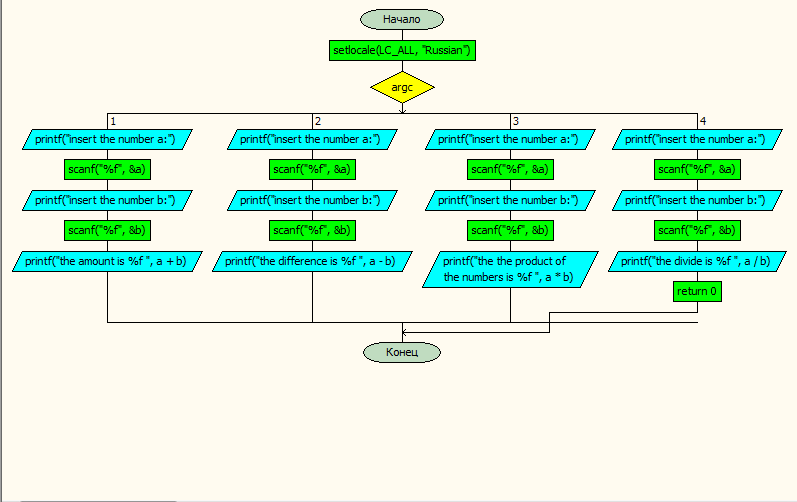 Начало
setlocale(LC_ALL, "Russian")
argc
1
2
3
4
printf("insert the number a:")
printf("insert the number a:")
printf("insert the number a:")
printf("insert the number a:")
scanf("%f", &a)
scanf("%f", &a)
scanf("%f", &a)
scanf("%f", &a)
printf("insert the number b:")
printf("insert the number b:")
printf("insert the number b:")
printf("insert the number b:")
scanf("%f", &b)
scanf("%f", &b)
scanf("%f", &b)
scanf("%f", &b)
printf("the amount is %f ", a + b)
printf("the difference is %f ", a - b)
printf("the the product of
the numbers is %f ", a * b)
printf("the divide is %f ", a / b)
return 0
Конец